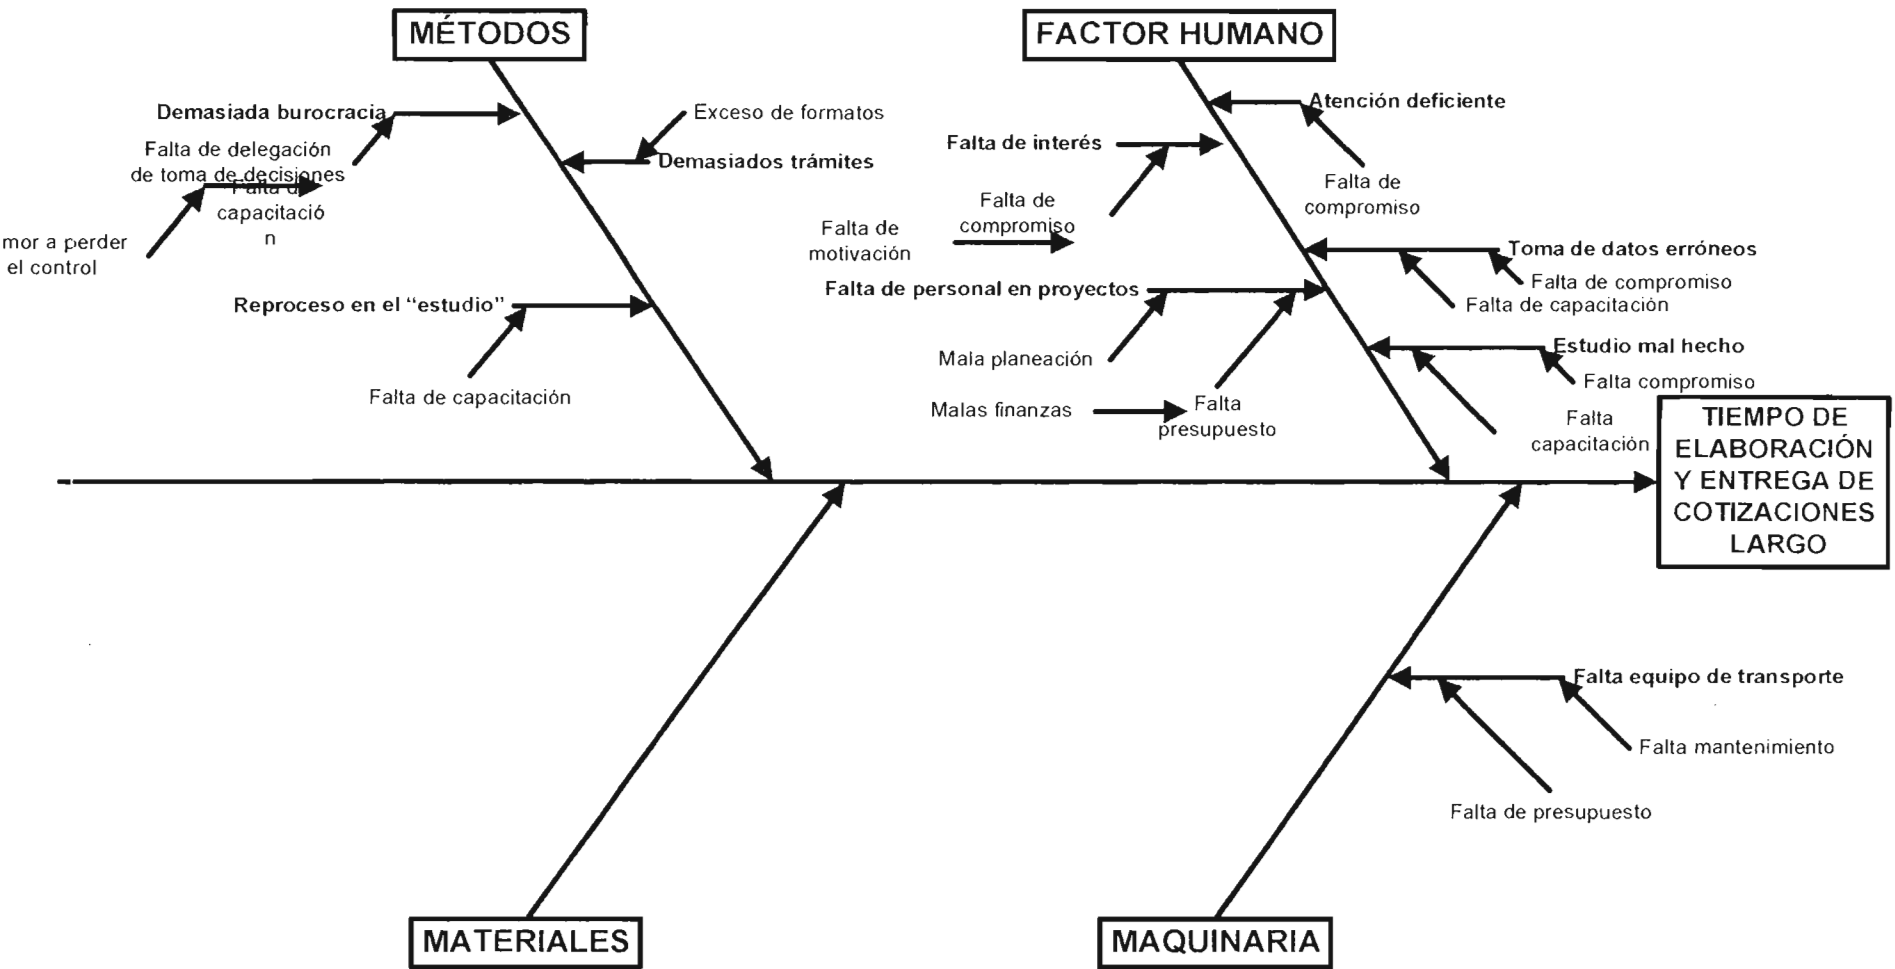 MÉTODOS
FACTOR HUMANO
Demasiada burocracia
Exceso de formatos
Falta de delegación
de toma de decisiones
Demasiados trámites
Falta de
capacitació
n
mor a perder
el control
Reproceso en el “estudio”
Falta de capacitación
Atención deficiente
Falta de interés
Falta de
compromiso
Falta de
compromiso
Falta de
motivación
Toma de datos erróneos
Falta de compromiso
Falta de capacitación
Falta de personal en proyectos
Mala planeación
Malas finanzas
Falta
presupuesto
Estudio mal hecho
Falta compromiso
Falta
capacitación
TIEMPO DE
ELABORACIÓN
Y ENTREGA DE
COTIZACIONES
LARGO
Falta equipo de transporte
Falta mantenimiento
Falta de presupuesto
MATERIALES
MAQUINARIA